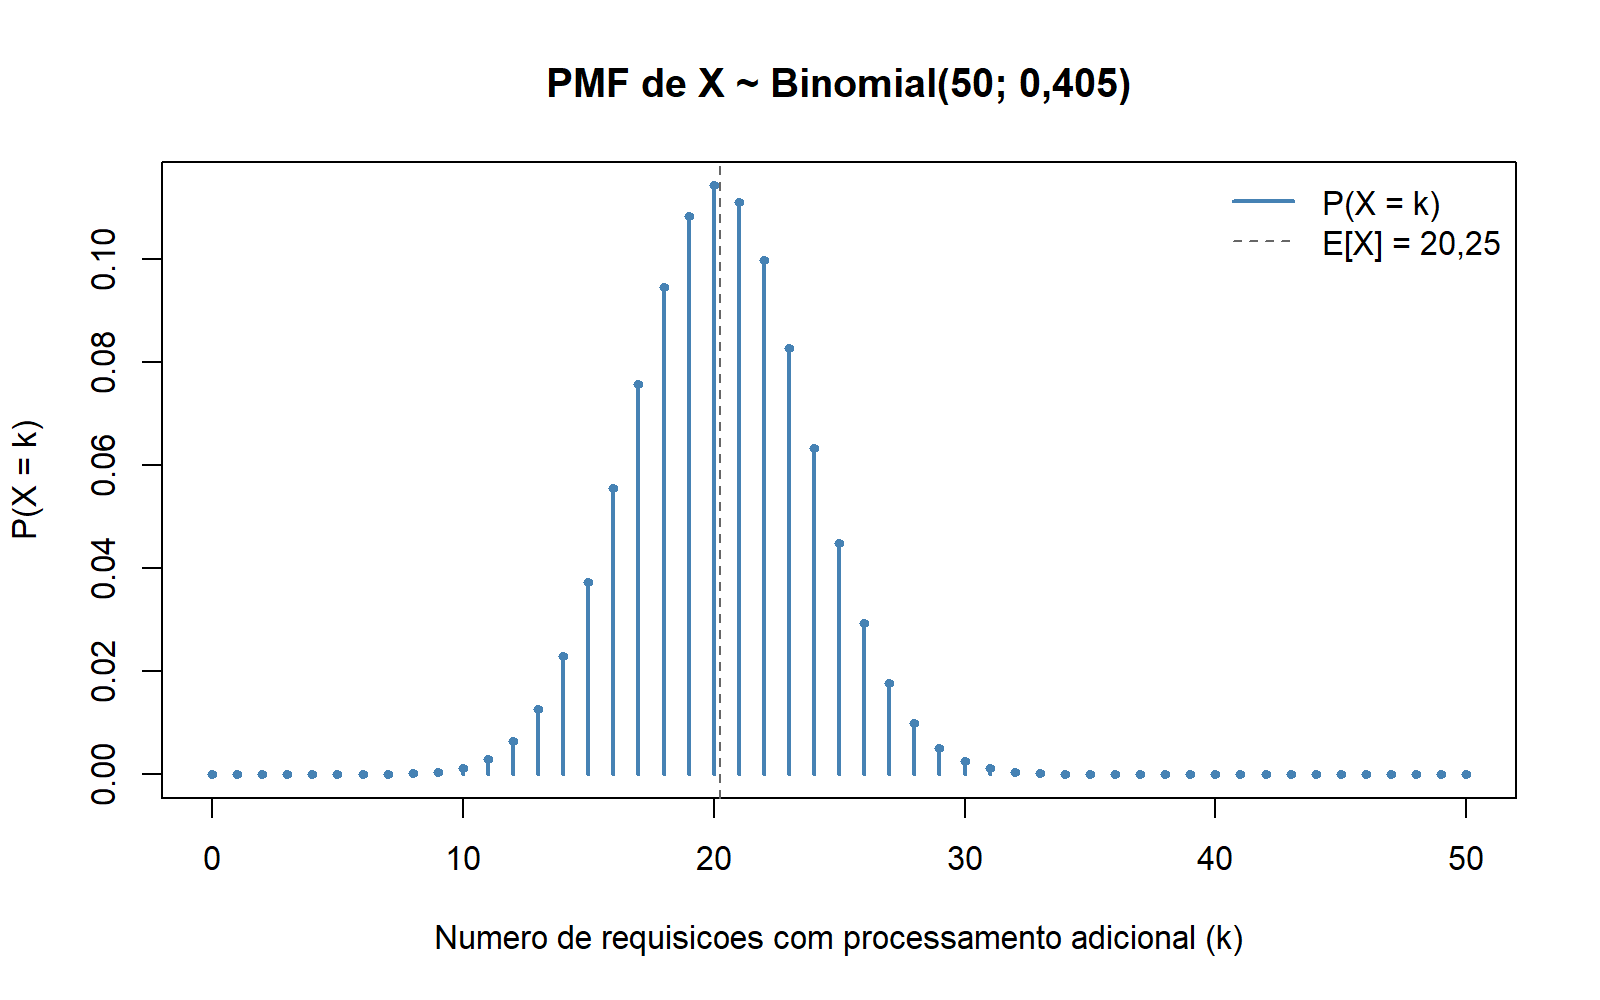 PMF de X ~ Binomial(50; 0,405)
P(X = k)
E[X] = 20,25
P(X = k)
0.10
0.08
0.06
0.04
0.02
0.00
0 10 20 30 40 50
Numero de requisicoes com processamento adicional (k)